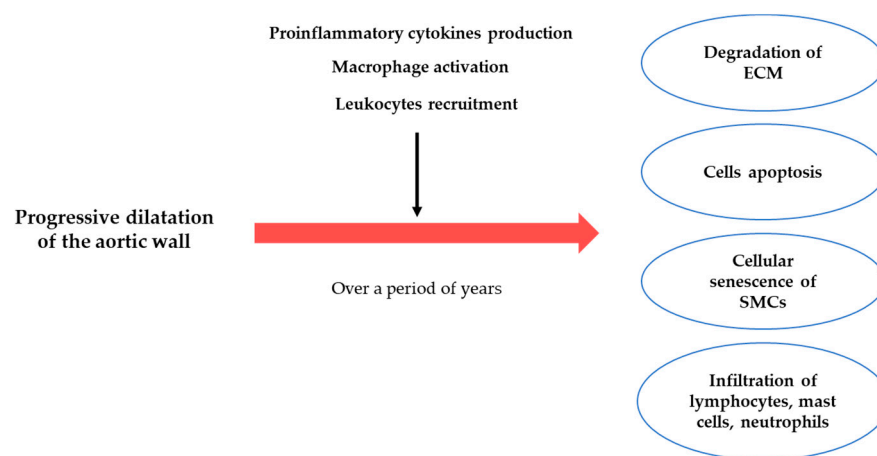 Proinflammatory cytokines production
Macrophage activation
Leukocytes recruitment
Progressive dilatation
of the aortic wall
Over a period of years
Degradation of
ECM
Cells apoptosis
Cellular
senescence of
SMCs
Infiltration of
lymphocytes, mast
cells, neutrophils